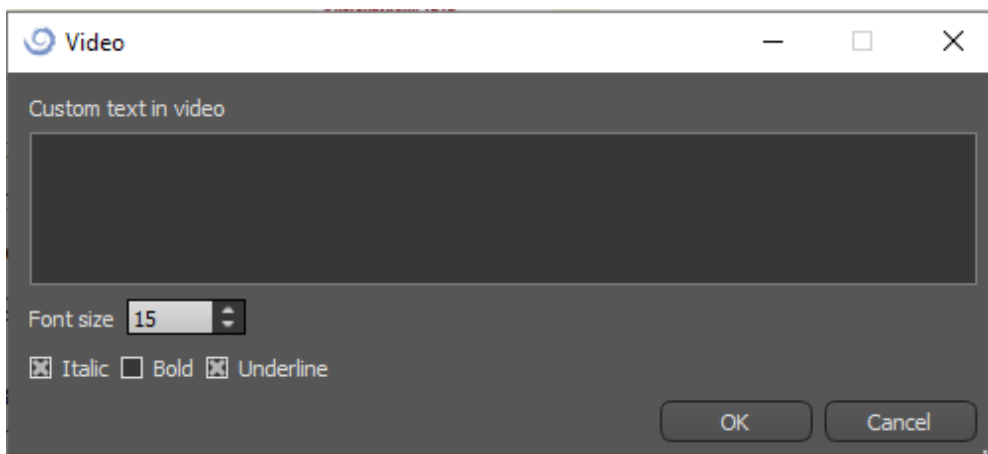 Video
Custom text in video
Font size 15
Italic Bold Underline
OK Cancel